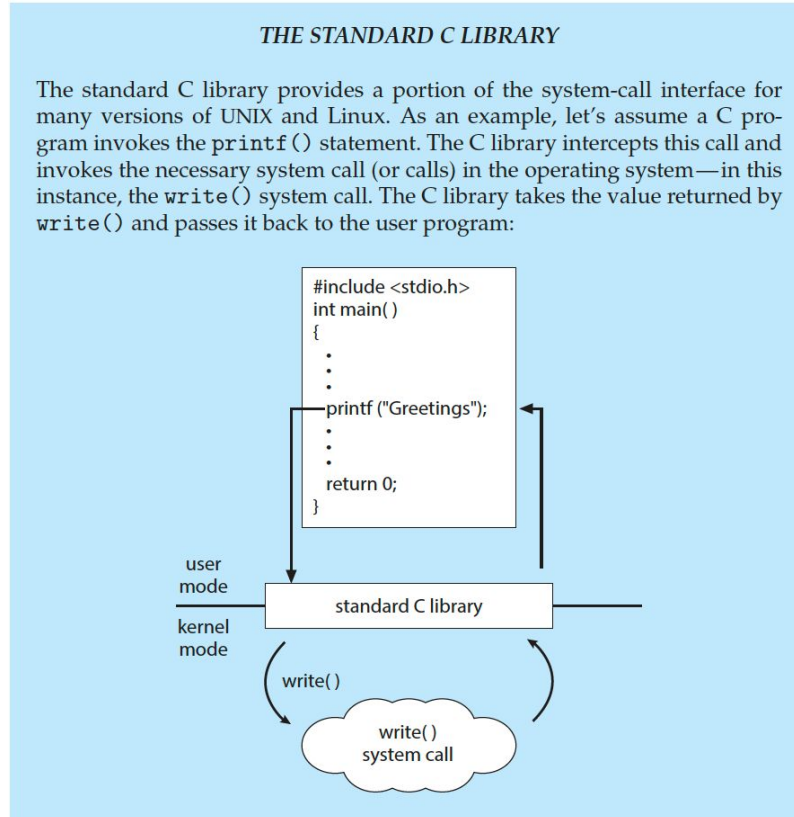 THE STANDARD C LIBRARY
The standard C library provides a portion of the system-call interface for
many versions of UNIX and Linux. As an example, let's assume a C pro-
gram invokes the printf() statement. The C library intercepts this call and
invokes the necessary system call (or calls) in the operating system—in this
instance, the write() system call. The C library takes the value returned by
write() and passes it back to the user program:
#include <stdio.h>
int main( )
{
•
•
•
printf ("Greetings");
•
•
•
return 0;
}
user
mode
standard C library
kernel
mode
write( )
write( )
system call